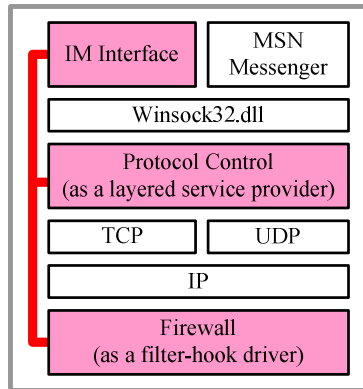 IM Interface
MSN
Messenger
Winsock32.dll
Protocol Control
(as a layered service provider)
TCP
UDP
IP
Firewall
(as a filter-hook driver)